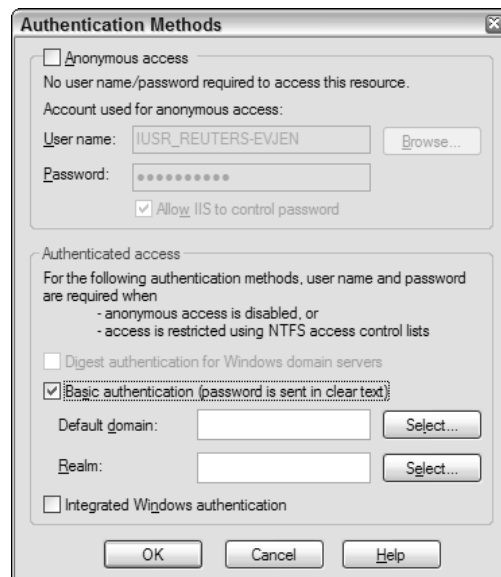 Authentication Methods
Anonymous access
No user name/password required to access this resource.
Account used for anonymous access:
User name: IUSR_REUTERS-EVJEN Browse...
Password: ●●●●●●●●●●
Allow IIS to control password
Authenticated access
For the following authentication methods, user name and password
are required when
- anonymous access is disabled, or
- access is restricted using NTFS access control lists
Digest authentication for Windows domain servers
Basic authentication (password is sent in clear text)
Default domain: Select...
Realm: Select...
Integrated Windows authentication
OK Cancel Help